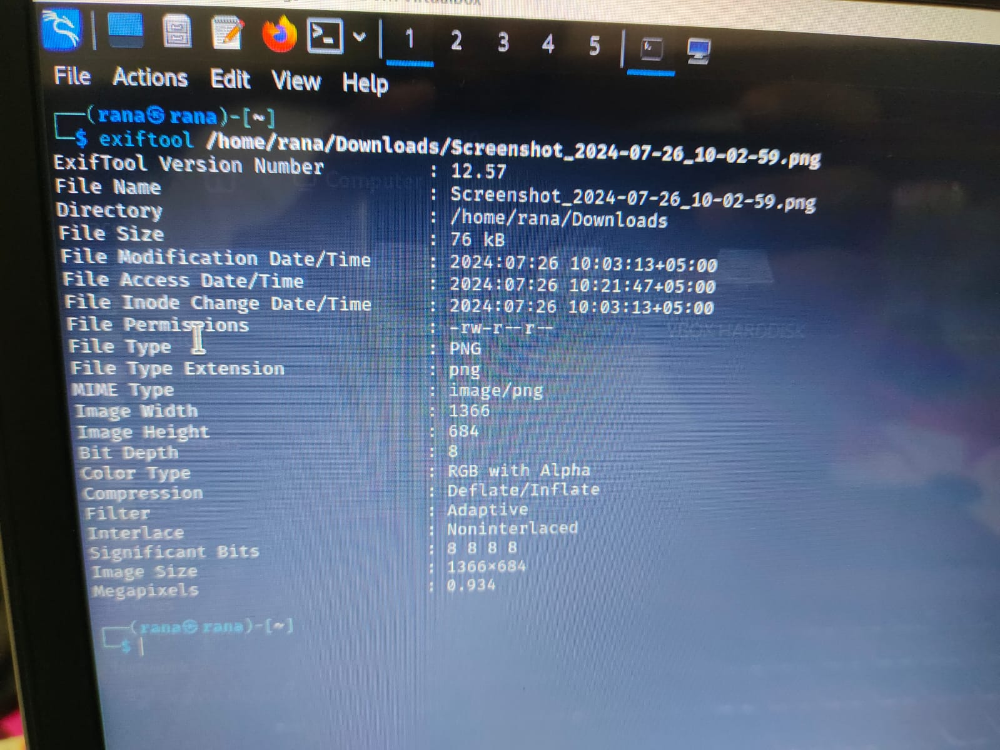 1 2 3 4 5
File Actions Edit View Help
┌──(rana㉿rana)-[~]
└─$ exiftool /home/rana/Downloads/Screenshot_2024-07-26_10-02-59.png
ExifTool Version Number : 12.57
File Name : Screenshot_2024-07-26_10-02-59.png
Directory : /home/rana/Downloads
File Size : 76 kB
File Modification Date/Time : 2024:07:26 10:03:13+05:00
File Access Date/Time : 2024:07:26 10:21:47+05:00
File Inode Change Date/Time : 2024:07:26 10:03:13+05:00
File Permissions : -rw-r--r--
File Type : PNG
File Type Extension : png
MIME Type : image/png
Image Width : 1366
Image Height : 684
Bit Depth : 8
Color Type : RGB with Alpha
Compression : Deflate/Inflate
Filter : Adaptive
Interlace : Noninterlaced
Significant Bits : 8 8 8 8
Image Size : 1366×684
Megapixels : 0.934
┌──(rana㉿rana)-[~]
└─$
Computer
VBOX HARDDISK